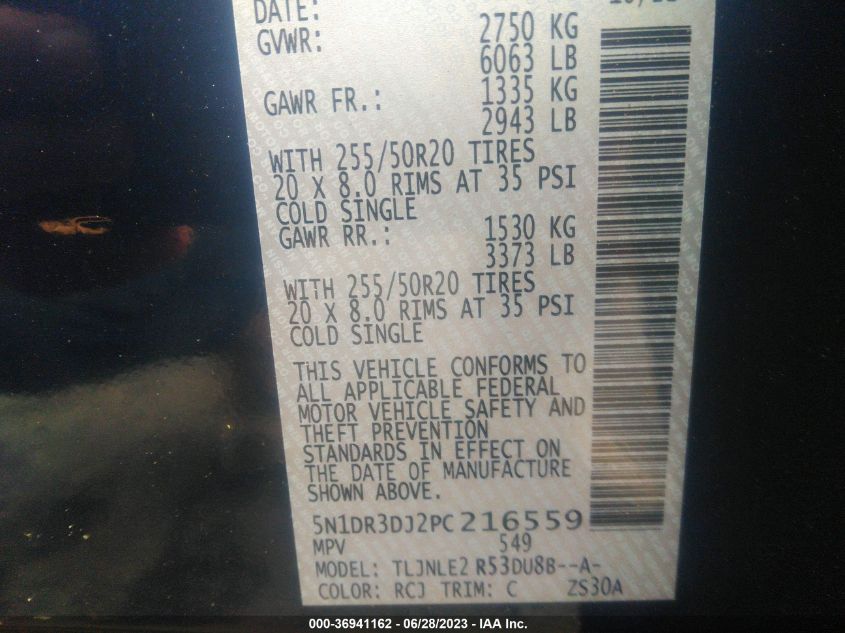 DATE:
GVWR: 2750 KG
6063 LB
GAWR FR.: 1335 KG
2943 LB
WITH 255/50R20 TIRES
20 X 8.0 RIMS AT 35 PSI
COLD SINGLE
GAWR RR.: 1530 KG
3373 LB
WITH 255/50R20 TIRES
20 X 8.0 RIMS AT 35 PSI
COLD SINGLE
THIS VEHICLE CONFORMS TO
ALL APPLICABLE FEDERAL
MOTOR VEHICLE SAFETY AND
THEFT PREVENTION
STANDARDS IN EFFECT ON
THE DATE OF MANUFACTURE
SHOWN ABOVE.
5N1DR3DJ2PC216559
MPV 549
MODEL: TLJNLE2 R53DU8B--A-
COLOR: RCJ TRIM: C ZS30A
000-36941162 - 06/28/2023 - IAA Inc.